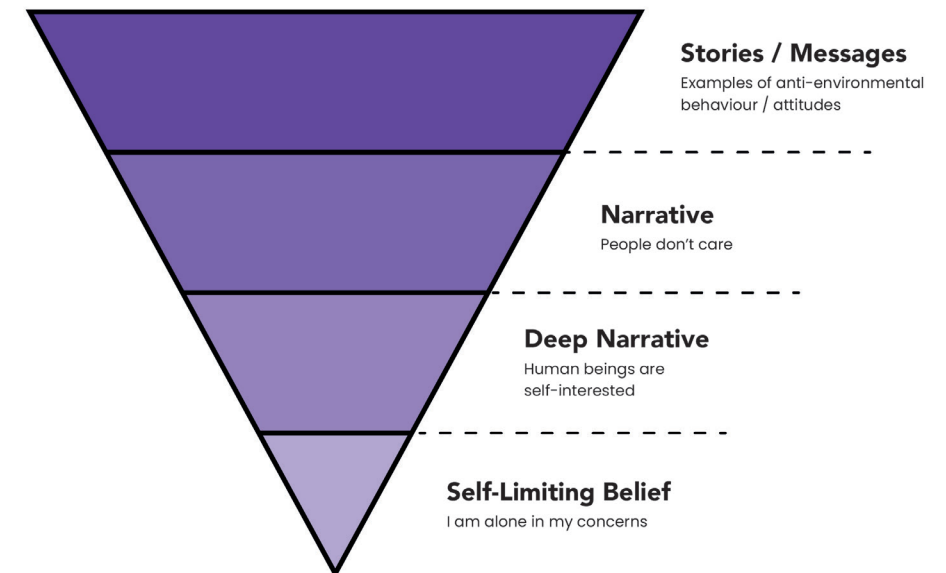 Stories / Messages
Examples of anti-environmental
behaviour / attitudes
Narrative
People don't care
Deep Narrative
Human beings are
self-interested
Self-Limiting Belief
I am alone in my concerns